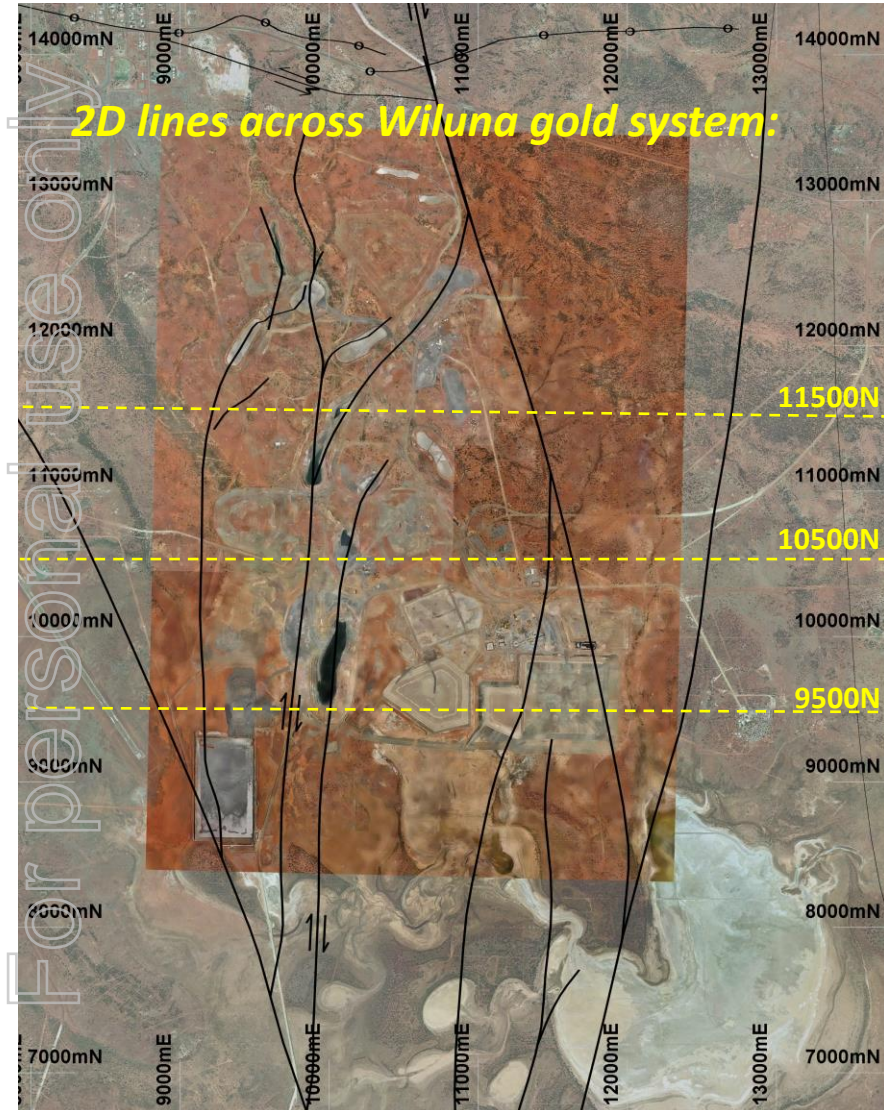 14000mN 9000mE 10000mE 11000mE 12000mE 13000mE 14000mN
2D lines across Wiluna gold system:
For personal use only
13000mN 13000mN
12000mN 12000mN
11500N
11000mN 11000mN
10500N
10000mN 10000mN
9500N
9000mN 9000mN
8000mN 8000mN
7000mN 9000mE 10000mE 11000mE 12000mE 13000mE 7000mN